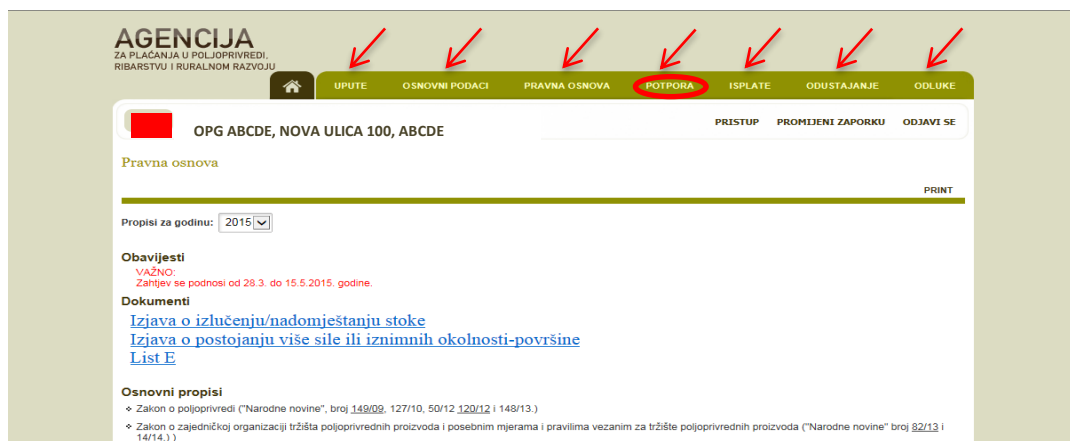 AGENCIJA
ZA PLAĆANJA U POLJOPRIVREDI,
RIBARSTVU I RURALNOM RAZVOJU
UPUTE OSNOVNI PODACI PRAVNA OSNOVA POTPORA ISPLATE ODUSTAJANJE ODLUKE
OPG ABCDE, NOVA ULICA 100, ABCDE
PRISTUP PROMIJENI ZAPORKU ODJAVI SE
Pravna osnova
PRINT
Propisi za godinu: 2015
Obavijesti
VAŽNO:
Zahtjev se podnosi od 28.3. do 15.5.2015. godine.
Dokumenti
Izjava o izlučenju/nadomještanju stoke
Izjava o postojanju više sile ili iznimnih okolnosti-površine
List E
Osnovni propisi
Zakon o poljoprivredi ("Narodne novine", broj 149/09, 127/10, 50/12 120/12 i 148/13.)
Zakon o zajedničkoj organizaciji tržišta poljoprivrednih proizvoda i posebnim mjerama i pravilima vezanim za tržište poljoprivrednih proizvoda ("Narodne novine" broj 82/13 i
14/14.) )